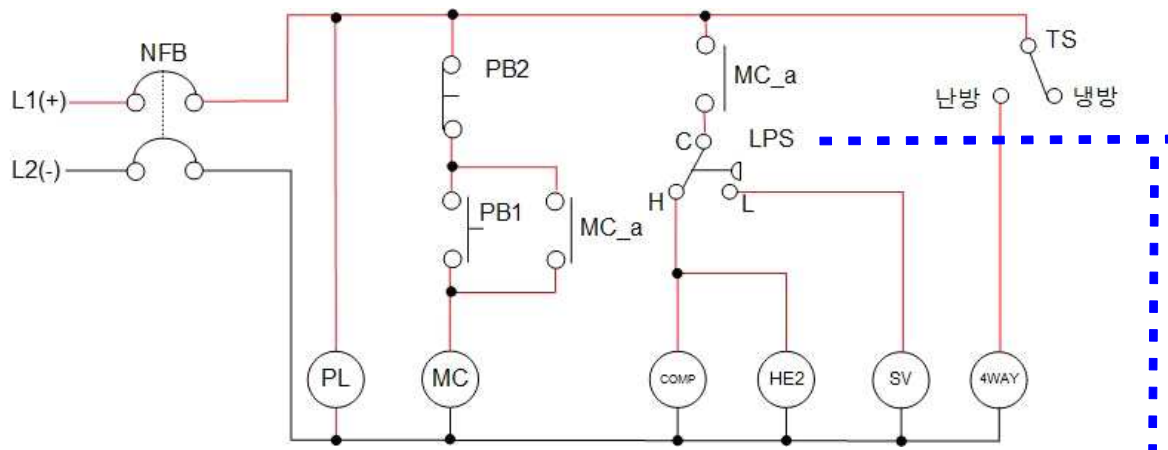 NFB
L1(+)
L2(-)
PB2
PB1
MC_a
MC_a
C
LPS
H
L
TS
난방
냉방
PL
MC
COMP
HE2
SV
4WAY